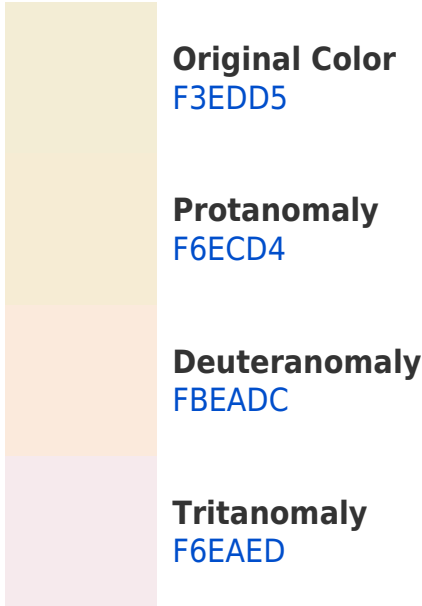 Original Color
F3EDD5
Protanomaly
F6ECD4
Deuteranomaly
FBEADC
Tritanomaly
F6EAED